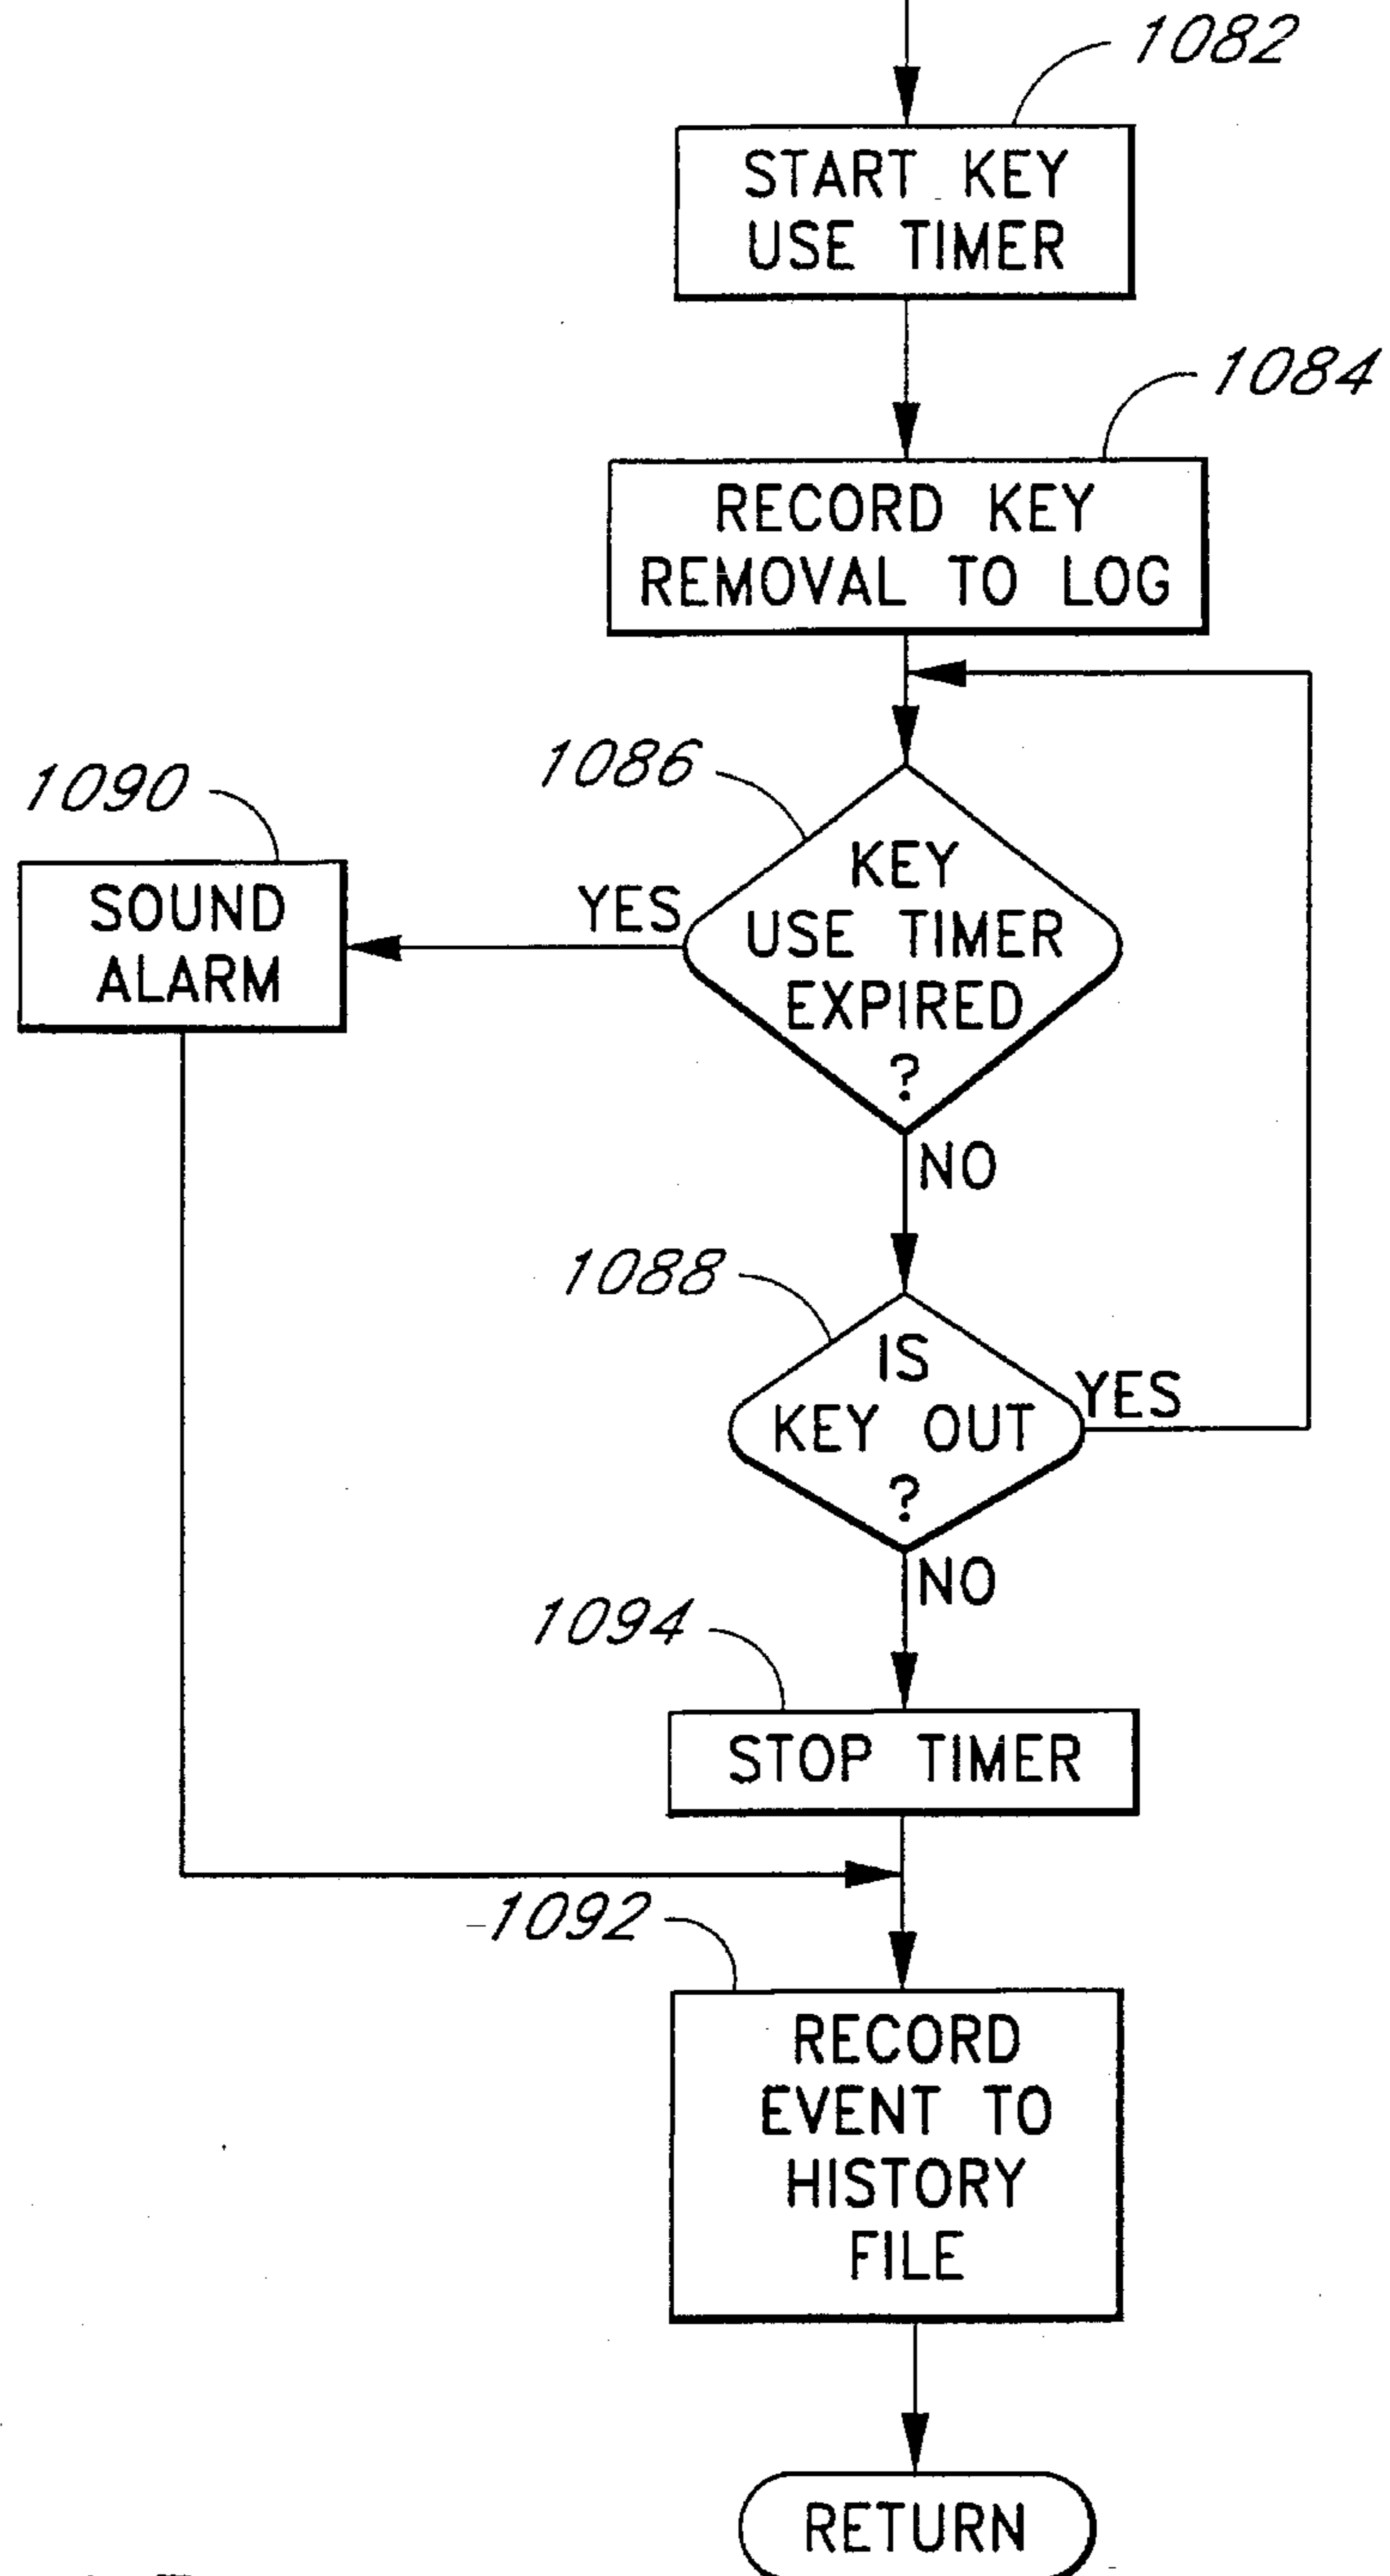 1082
START KEY
USE TIMER
1084
RECORD KEY
REMOVAL TO LOG
1086
1090
KEY
USE TIMER
EXPIRED
?
YES
SOUND
ALARM
NO
1088
IS
KEY OUT
?
YES
NO
1094
STOP TIMER
1092
RECORD
EVENT TO
HISTORY
FILE
RETURN